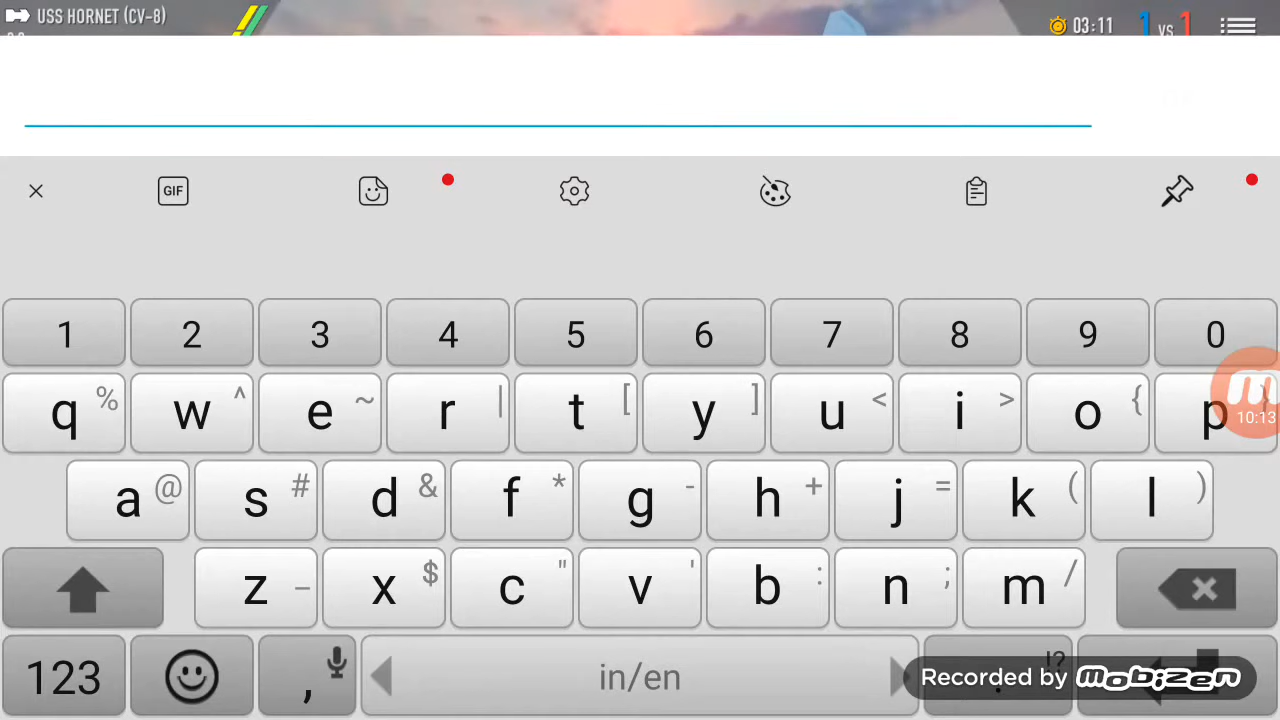 USS HORNET (CV-8)
03:11 1 vs 1
GIF
1 2 3 4 5 6 7 8 9 0
q % w ^ e ~ r | t [ y ] u < i > o { p
10:13
a @ s # d & f * g - h + j = k ( l )
z _ x $ c " v ' b : n ; m /
123 , in/en !? .
Recorded by mobizen